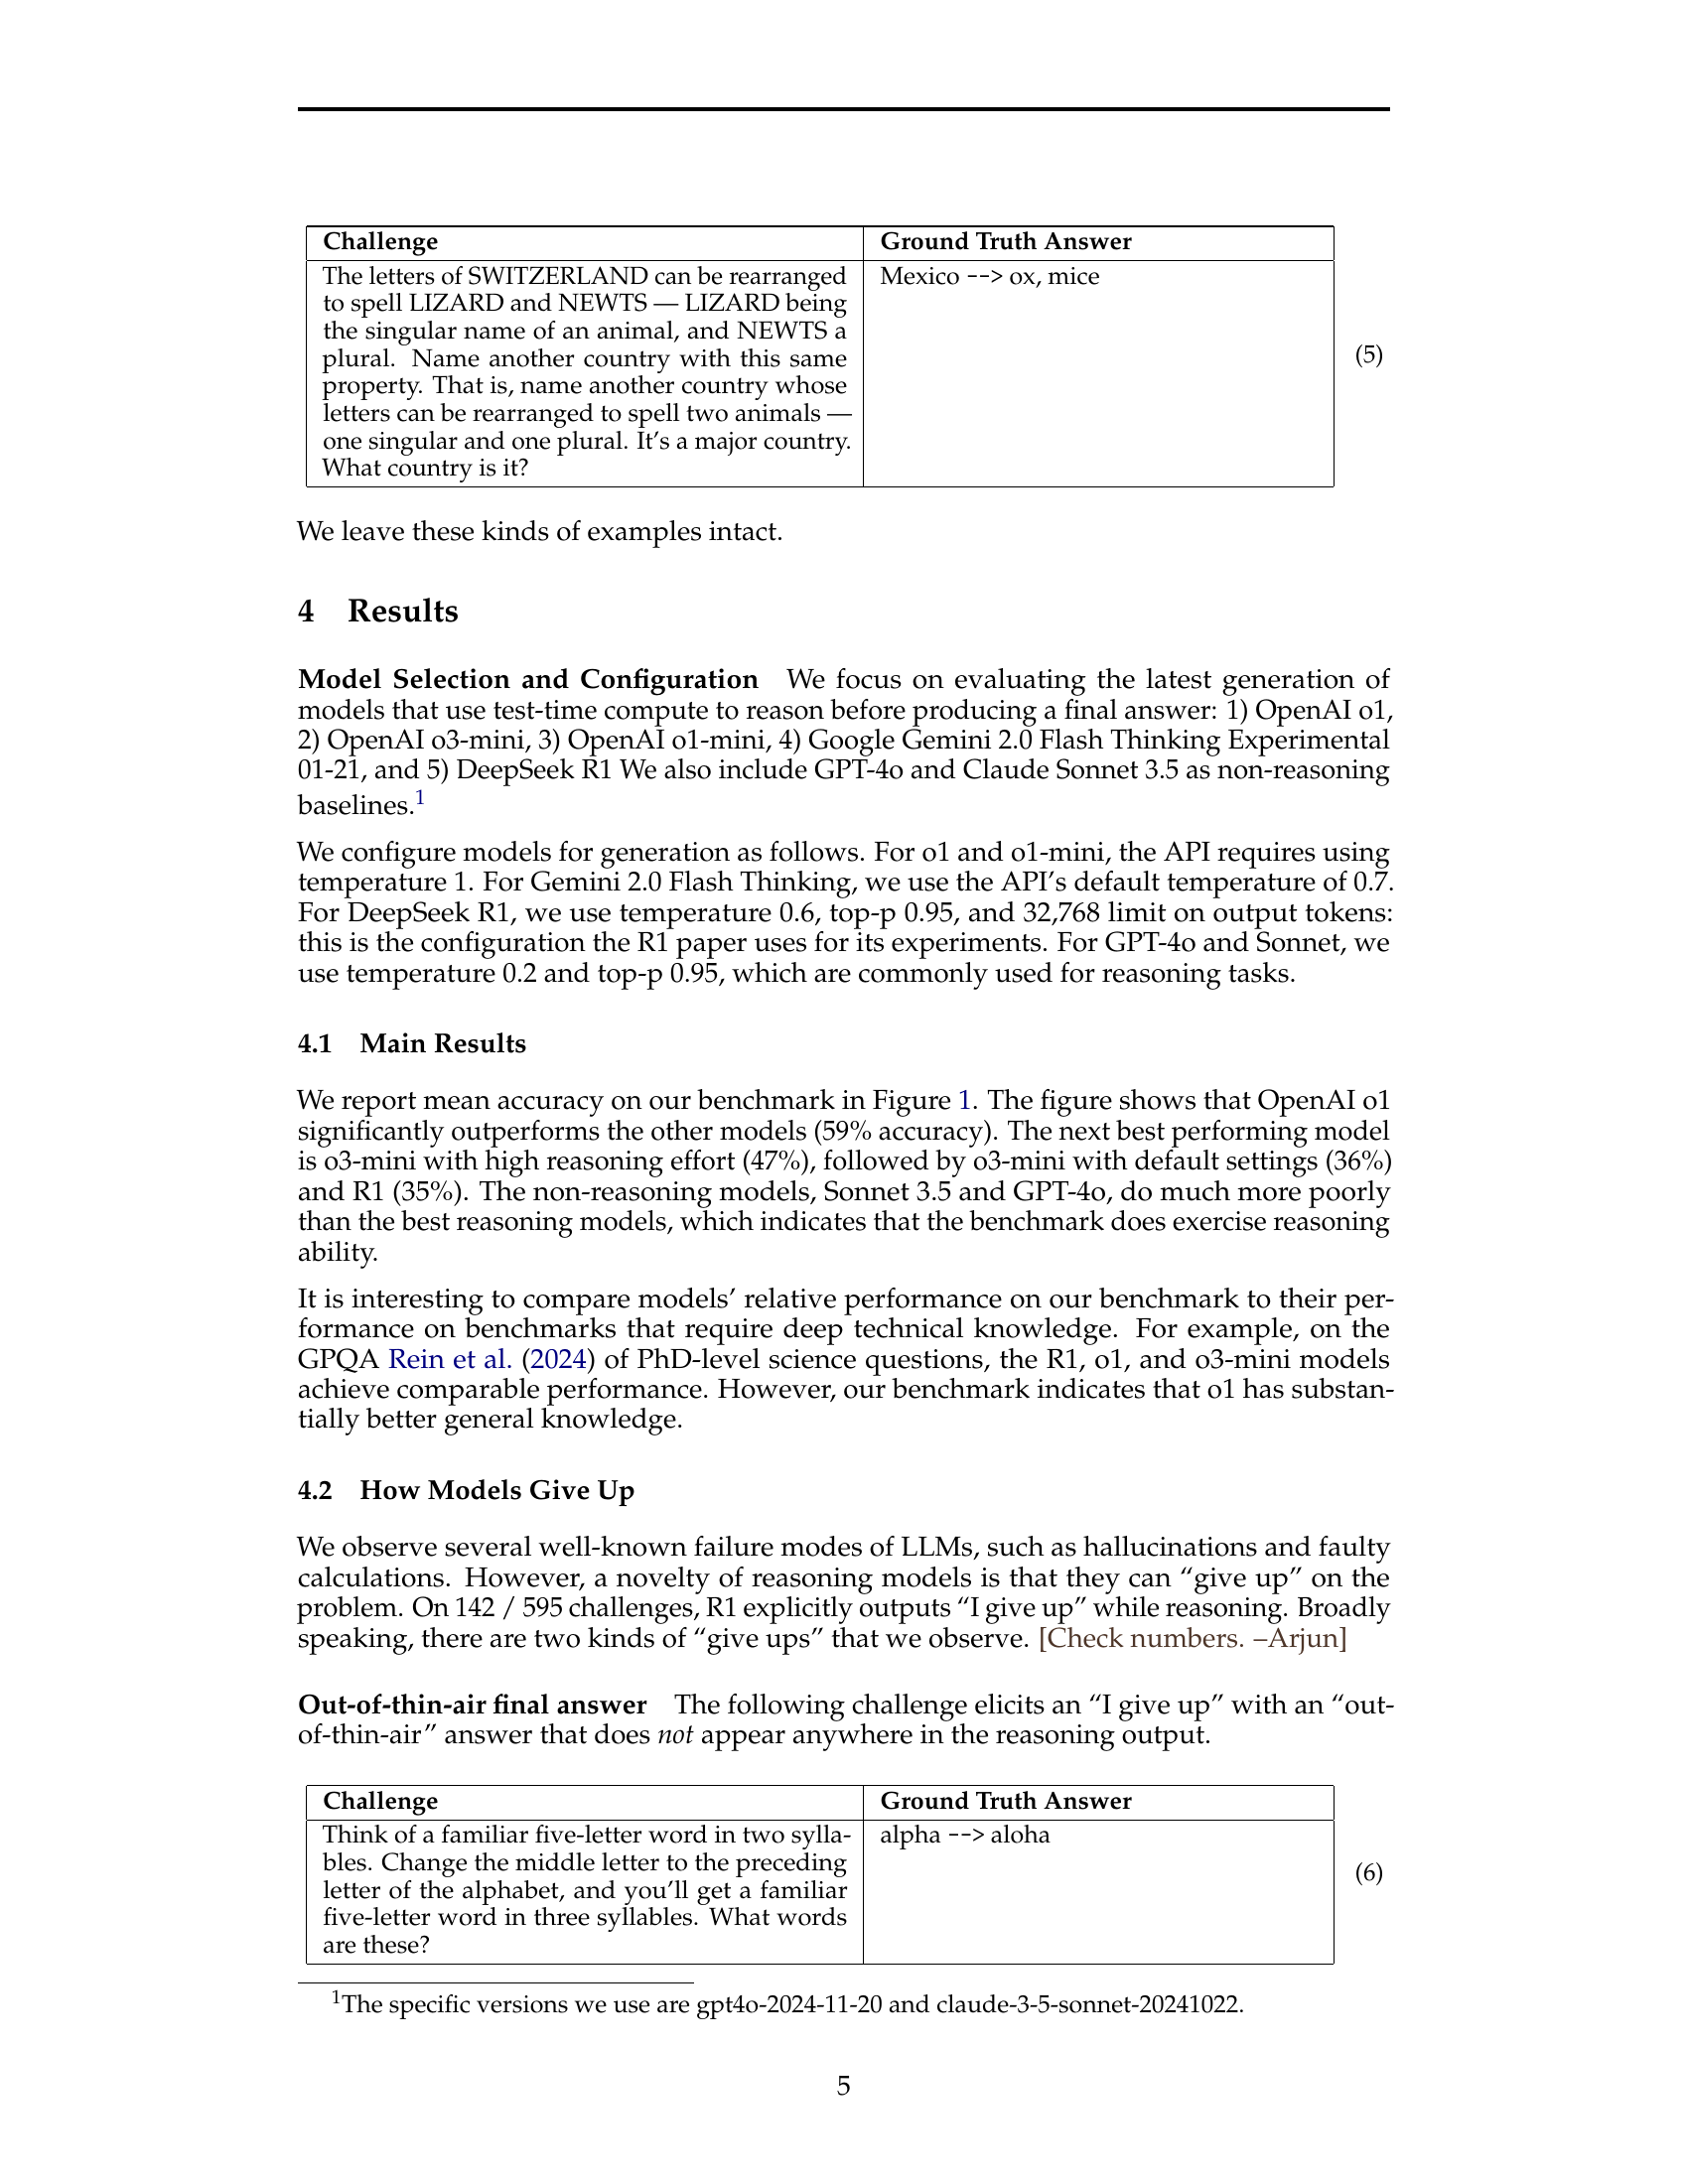 Challenge
Ground Truth Answer
The letters of SWITZERLAND can be rearranged
to spell LIZARD and NEWTS — LIZARD being
the singular name of an animal, and NEWTS a
plural. Name another country with this same
property. That is, name another country whose
letters can be rearranged to spell two animals —
one singular and one plural. It's a major country.
What country is it?
Mexico --> ox, mice
(5)
We leave these kinds of examples intact.
4 Results
Model Selection and Configuration We focus on evaluating the latest generation of
models that use test-time compute to reason before producing a final answer: 1) OpenAI o1,
2) OpenAI o3-mini, 3) OpenAI o1-mini, 4) Google Gemini 2.0 Flash Thinking Experimental
01-21, and 5) DeepSeek R1 We also include GPT-4o and Claude Sonnet 3.5 as non-reasoning
baselines.1
We configure models for generation as follows. For o1 and o1-mini, the API requires using
temperature 1. For Gemini 2.0 Flash Thinking, we use the API's default temperature of 0.7.
For DeepSeek R1, we use temperature 0.6, top-p 0.95, and 32,768 limit on output tokens:
this is the configuration the R1 paper uses for its experiments. For GPT-4o and Sonnet, we
use temperature 0.2 and top-p 0.95, which are commonly used for reasoning tasks.
4.1 Main Results
We report mean accuracy on our benchmark in Figure 1. The figure shows that OpenAI o1
significantly outperforms the other models (59% accuracy). The next best performing model
is o3-mini with high reasoning effort (47%), followed by o3-mini with default settings (36%)
and R1 (35%). The non-reasoning models, Sonnet 3.5 and GPT-4o, do much more poorly
than the best reasoning models, which indicates that the benchmark does exercise reasoning
ability.
It is interesting to compare models' relative performance on our benchmark to their per-
formance on benchmarks that require deep technical knowledge. For example, on the
GPQA Rein et al. (2024) of PhD-level science questions, the R1, o1, and o3-mini models
achieve comparable performance. However, our benchmark indicates that o1 has substan-
tially better general knowledge.
4.2 How Models Give Up
We observe several well-known failure modes of LLMs, such as hallucinations and faulty
calculations. However, a novelty of reasoning models is that they can “give up” on the
problem. On 142 / 595 challenges, R1 explicitly outputs “I give up” while reasoning. Broadly
speaking, there are two kinds of “give ups” that we observe. [Check numbers. –Arjun]
Out-of-thin-air final answer The following challenge elicits an “I give up” with an “out-
of-thin-air” answer that does not appear anywhere in the reasoning output.
Challenge
Ground Truth Answer
Think of a familiar five-letter word in two sylla-
bles. Change the middle letter to the preceding
letter of the alphabet, and you'll get a familiar
five-letter word in three syllables. What words
are these?
alpha --> aloha
(6)
1The specific versions we use are gpt4o-2024-11-20 and claude-3-5-sonnet-20241022.
5